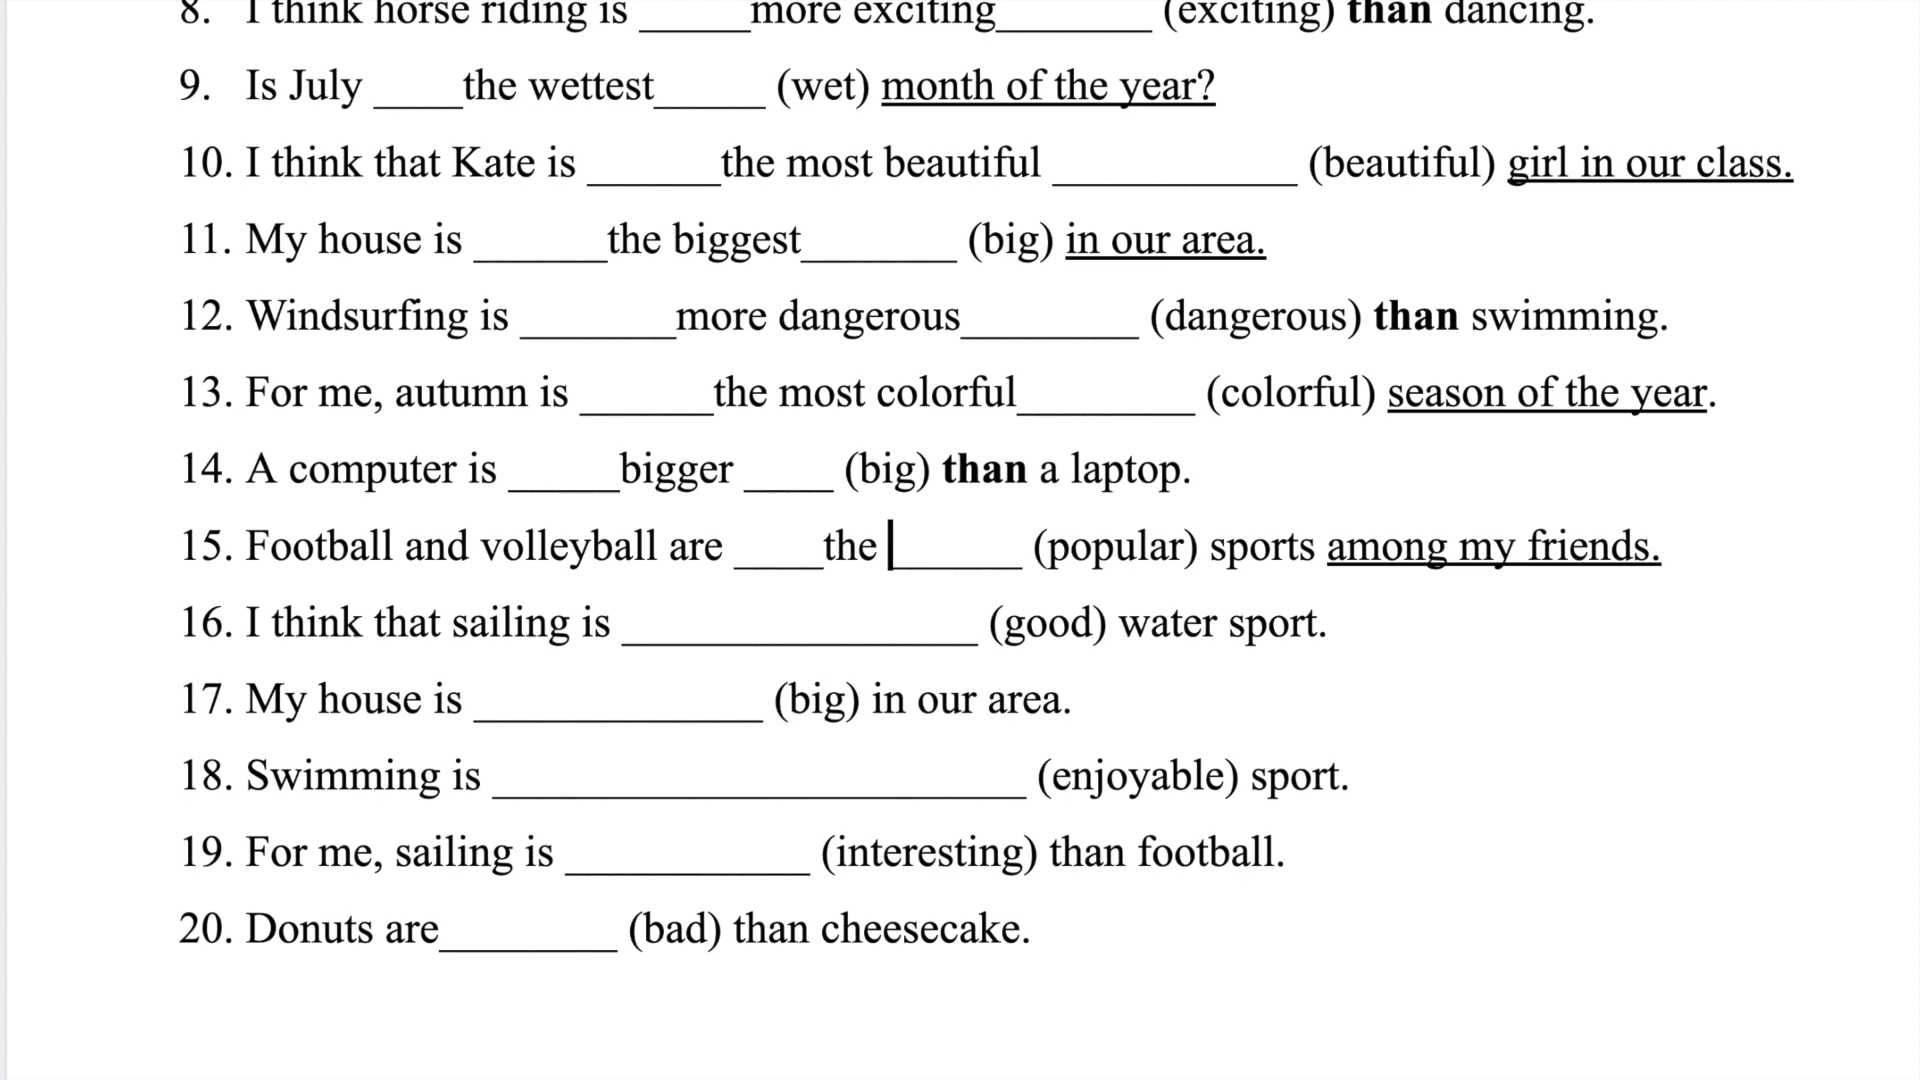 8. I think horse riding is _____more exciting_______ (exciting) than dancing.
9. Is July ____the wettest_____ (wet) month of the year?
10. I think that Kate is ______the most beautiful ___________ (beautiful) girl in our class.
11. My house is ______the biggest_______ (big) in our area.
12. Windsurfing is _______more dangerous________ (dangerous) than swimming.
13. For me, autumn is ______the most colorful________ (colorful) season of the year.
14. A computer is _____bigger ____ (big) than a laptop.
15. Football and volleyball are ____the ______ (popular) sports among my friends.
16. I think that sailing is ________________ (good) water sport.
17. My house is _____________ (big) in our area.
18. Swimming is ________________________ (enjoyable) sport.
19. For me, sailing is ___________ (interesting) than football.
20. Donuts are________ (bad) than cheesecake.